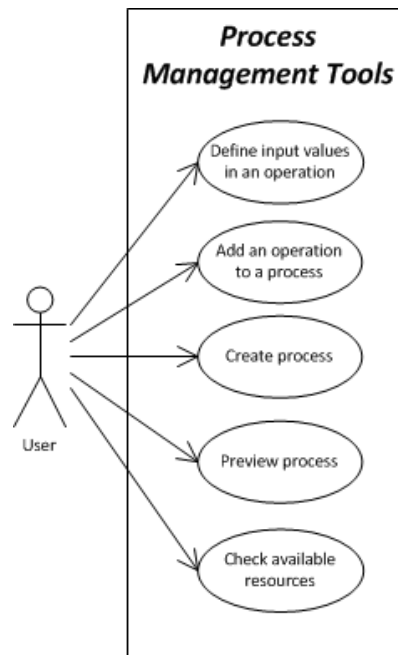 Process
Management Tools
Define input values
in an operation
Add an operation
to a process
Create process
User
Preview process
Check available
resources